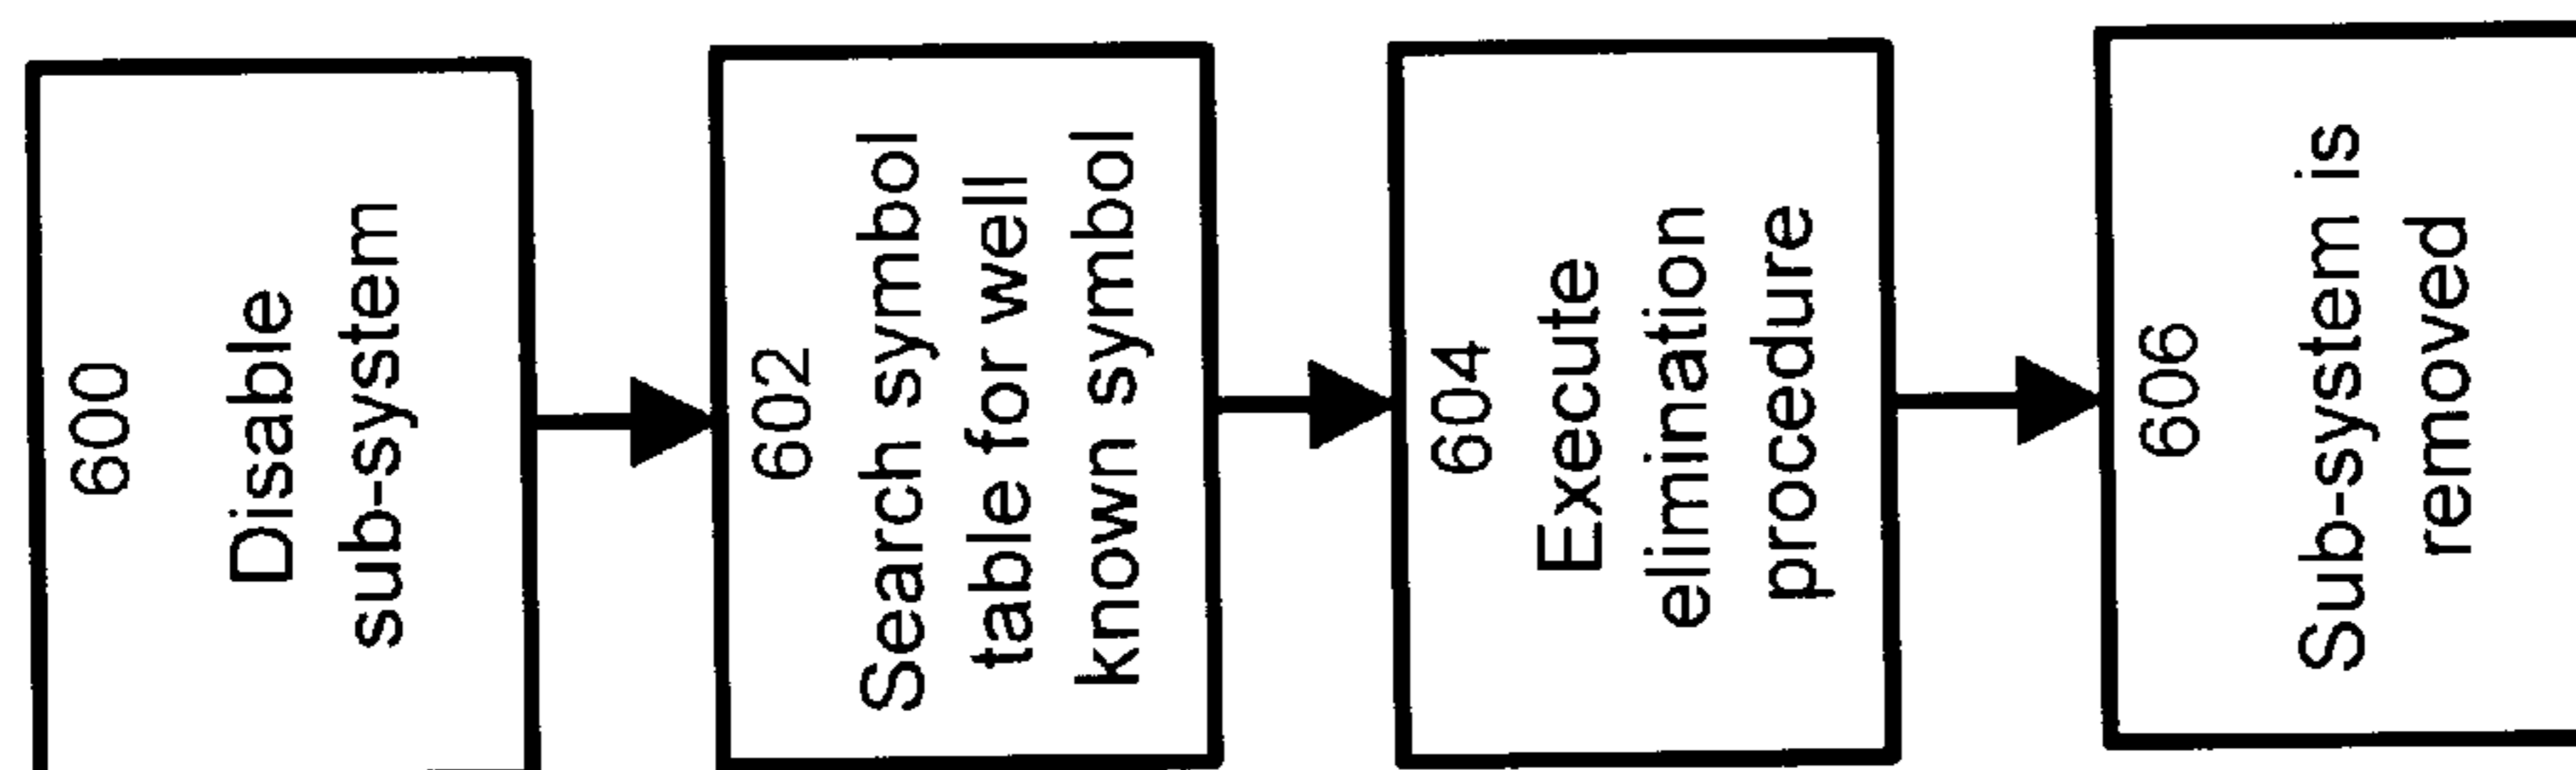 600
Disable
sub-system
602
Search symbol
table for well
known symbol
604
Execute
elimination
procedure
606
Sub-system is
removed